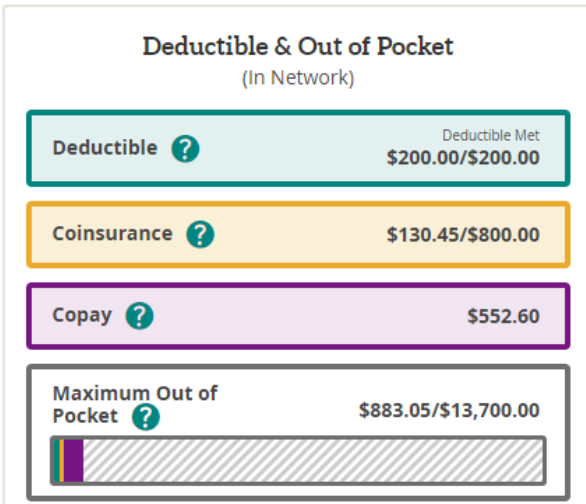 Deductible & Out of Pocket
(In Network)
Deductible ?
Deductible Met
$200.00/$200.00
Coinsurance ? $130.45/$800.00
Copay ? $552.60
Maximum Out of
Pocket ? $883.05/$13,700.00